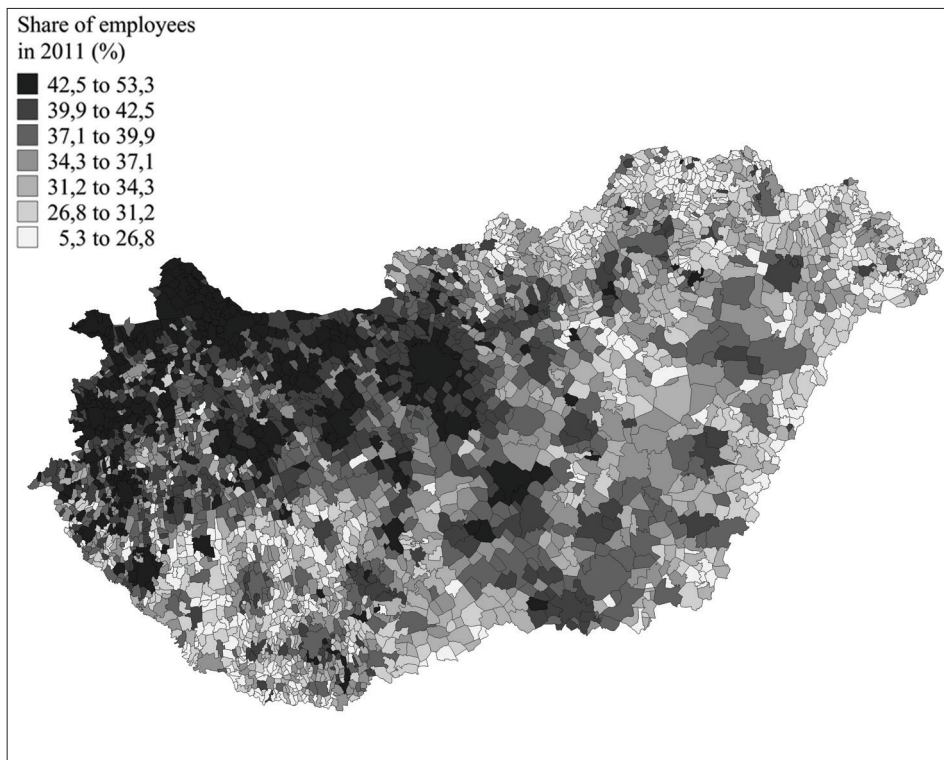 Share of employees
in 2011 (%)
42,5 to 53,3
39,9 to 42,5
37,1 to 39,9
34,3 to 37,1
31,2 to 34,3
26,8 to 31,2
5,3 to 26,8